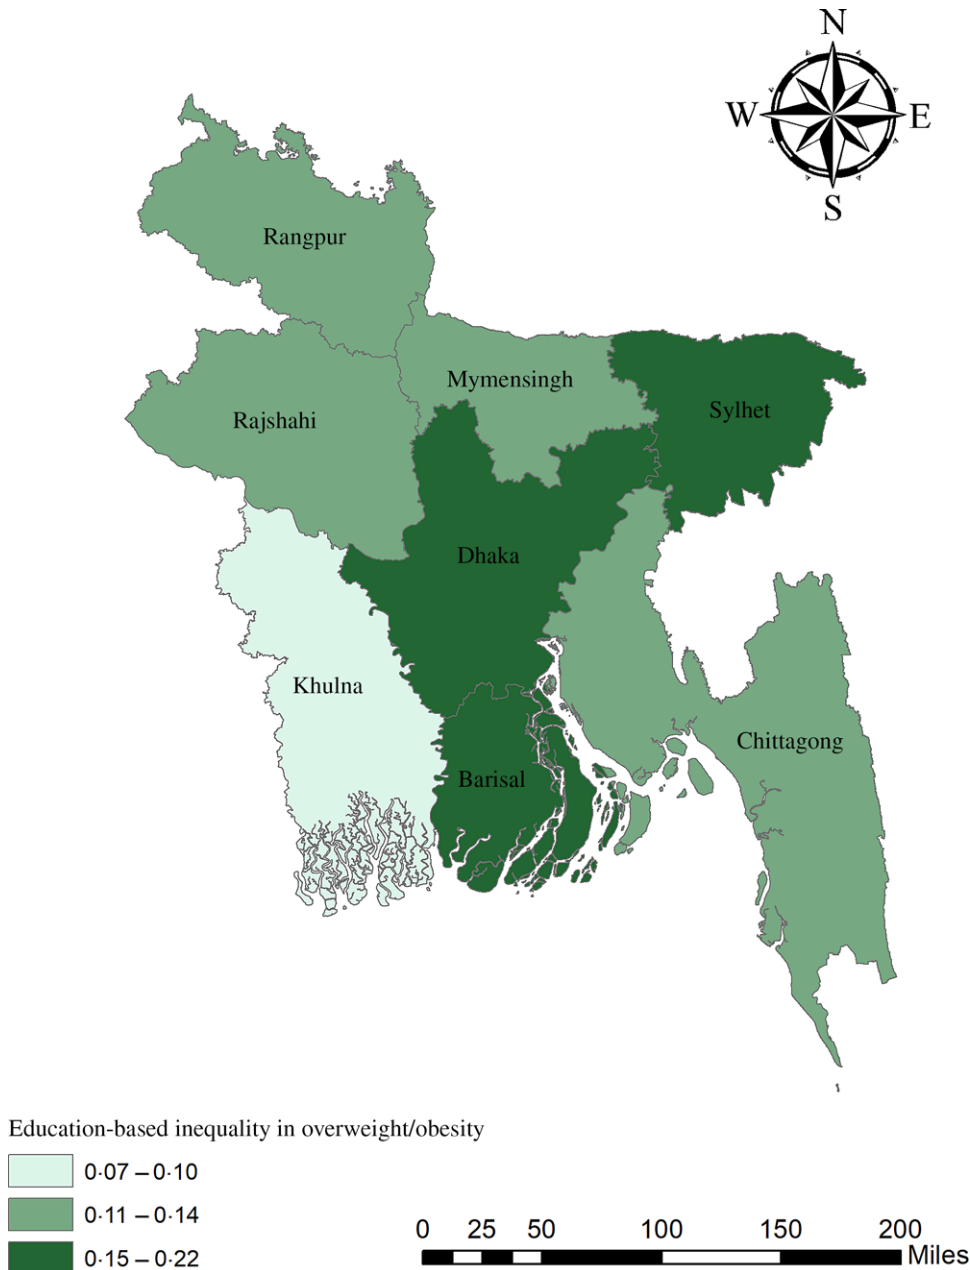 N
W E
S
Rangpur
Mymensingh
Sylhet
Rajshahi
Dhaka
Khulna
Chittagong
Barisal
Education-based inequality in overweight/obesity
0·07 – 0·10
0·11 – 0·14
0·15 – 0·22
0 25 50 100 150 200
Miles